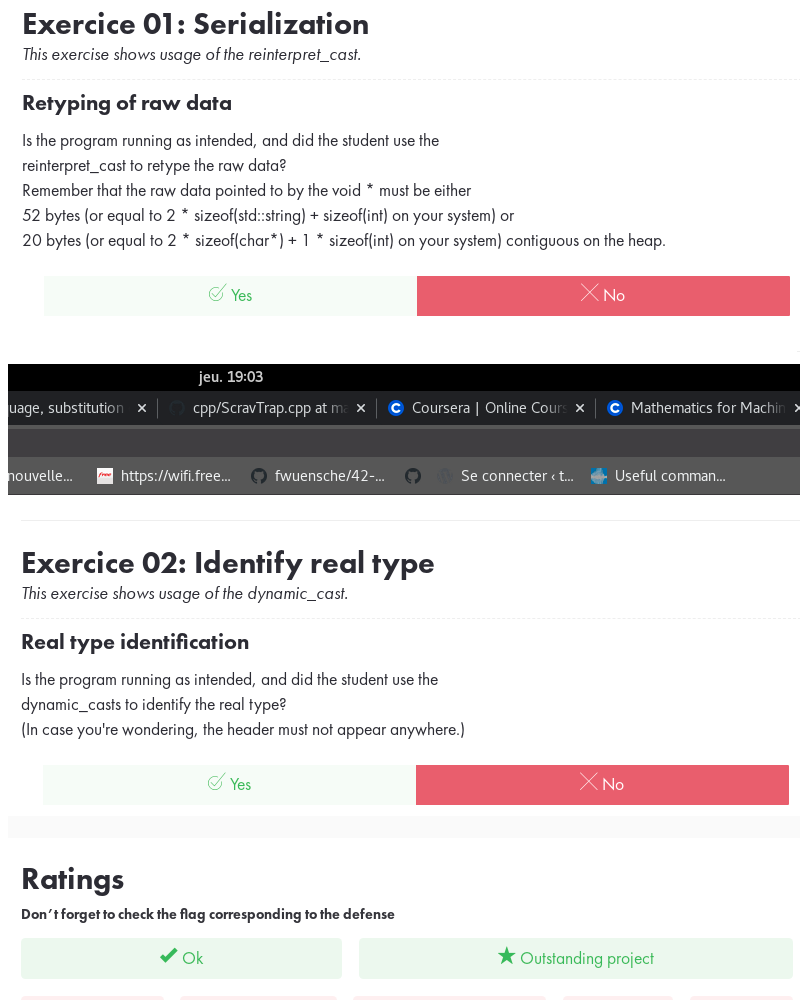 Exercice 01: Serialization
This exercise shows usage of the reinterpret_cast.
Retyping of raw data
Is the program running as intended, and did the student use the
reinterpret_cast to retype the raw data?
Remember that the raw data pointed to by the void * must be either
52 bytes (or equal to 2 * sizeof(std::string) + sizeof(int) on your system) or
20 bytes (or equal to 2 * sizeof(char*) + 1 * sizeof(int) on your system) contiguous on the heap.
Yes No
jeu. 19:03
uage, substitution cpp/ScravTrap.cpp at ma Coursera | Online Cours Mathematics for Machin
nouvelle... https://wifi.free... fwuensche/42-... Se connecter ‹ t... Useful comman...
Exercice 02: Identify real type
This exercise shows usage of the dynamic_cast.
Real type identification
Is the program running as intended, and did the student use the
dynamic_casts to identify the real type?
(In case you're wondering, the header must not appear anywhere.)
Yes No
Ratings
Don't forget to check the flag corresponding to the defense
Ok Outstanding project